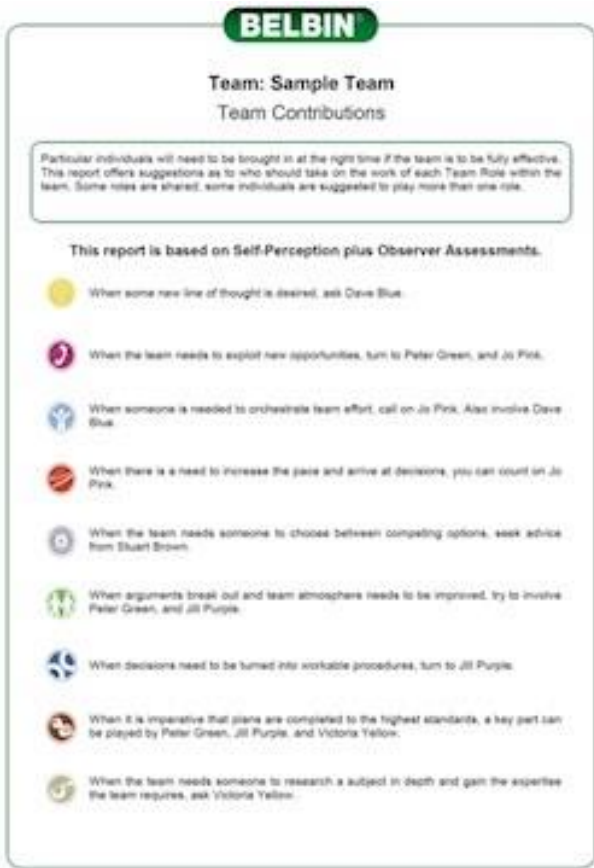 BELBIN®
Team: Sample Team
Team Contributions
Particular individuals will need to be brought in at the right time if the team is to be fully effective.
This report offers suggestions as to who should take on the work of each Team Role within the
team. Some roles are shared, some individuals are suggested to play more than one role.
This report is based on Self-Perception plus Observer Assessments.
When some new line of thought is desired, ask Dave Blue.
When the team needs to exploit new opportunities, turn to Peter Green, and Jo Pink.
When someone is needed to orchestrate team effort, call on Jo Pink. Also involve Dave
Blue.
When there is a need to increase the pace and arrive at decisions, you can count on Jo
Pink.
When the team needs someone to choose between competing options, seek advice
from Stuart Brown.
When arguments break out and team atmosphere needs to be improved, try to involve
Peter Green, and Jill Purple.
When decisions need to be turned into workable procedures, turn to Jill Purple.
When it is imperative that plans are completed to the highest standards, a key part can
be played by Peter Green, Jill Purple, and Victoria Yellow.
When the team needs someone to research a subject in depth and gain the expertise
the team requires, ask Victoria Yellow.